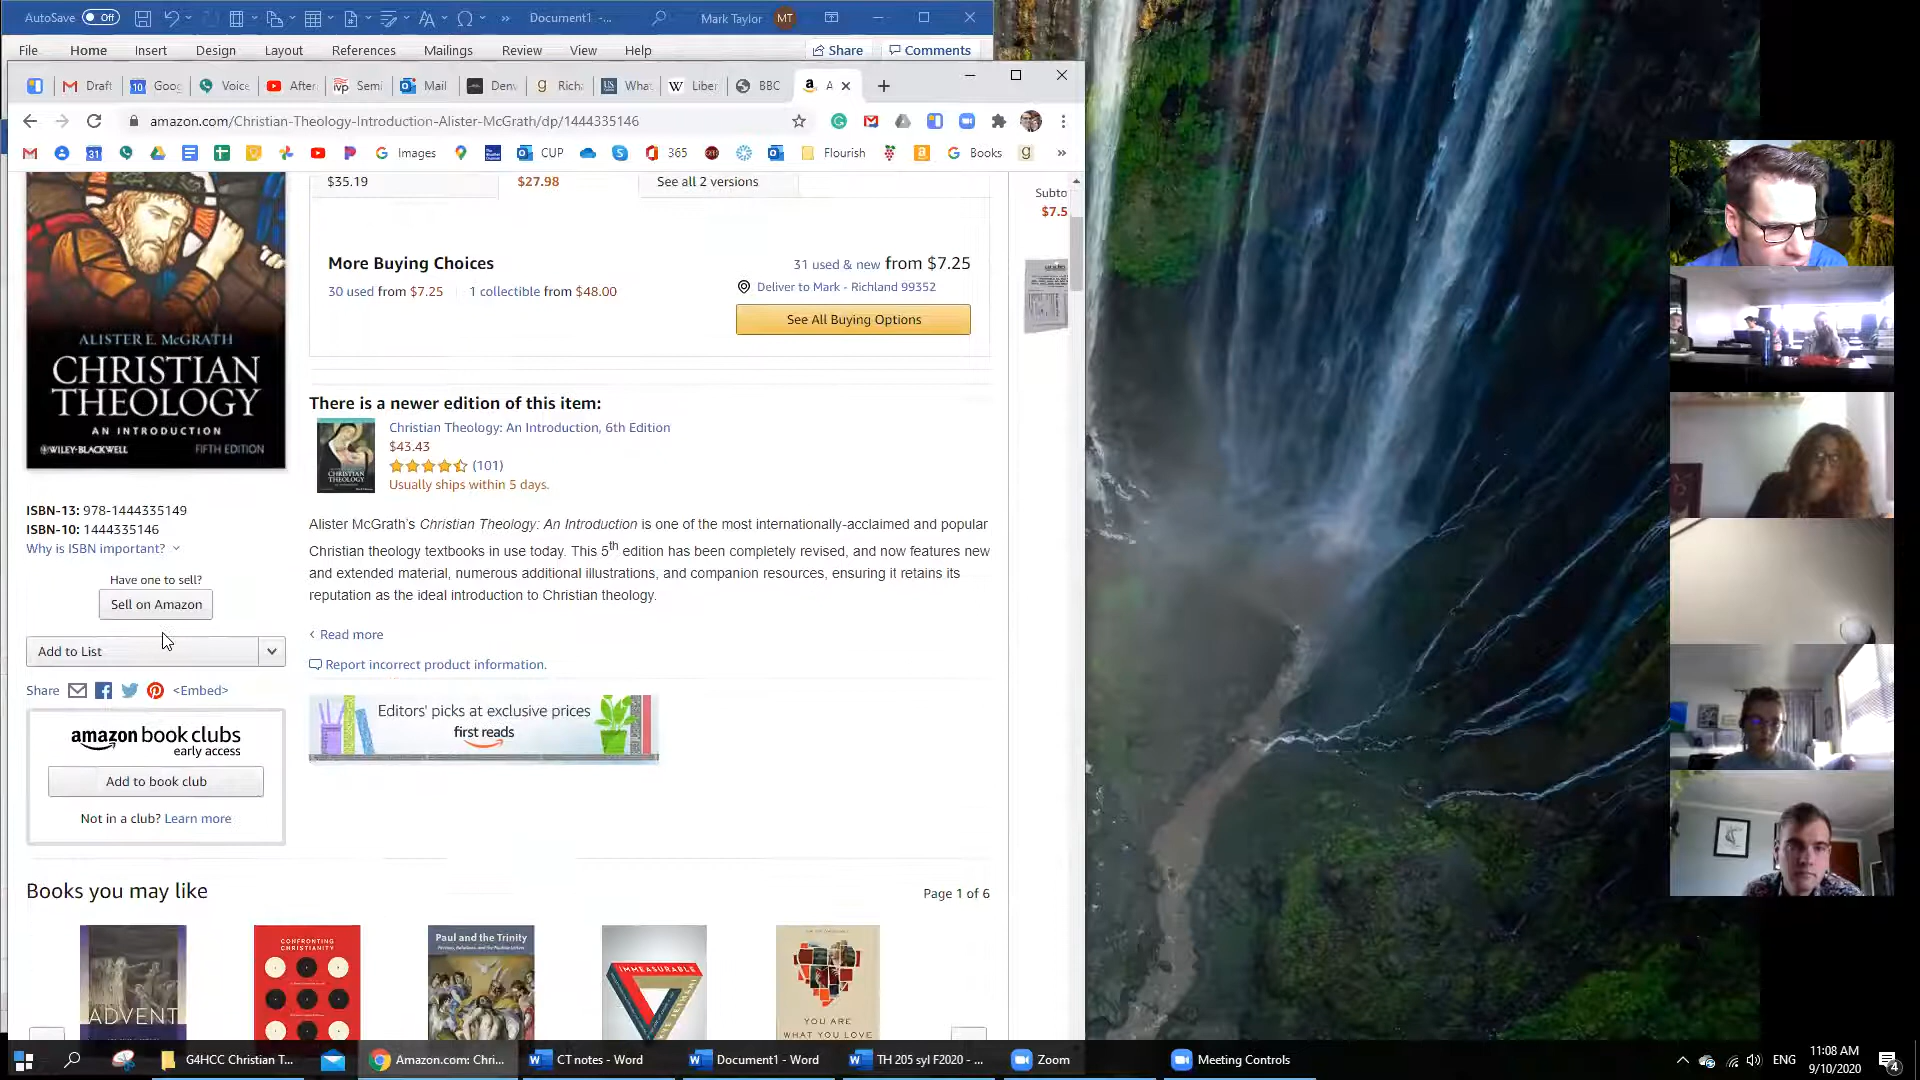 AutoSave Off Document1 -... Mark Taylor MT
File Home Insert Design Layout References Mailings Review View Help Share Comments
Draft Goog Voice After Semi Mail Denv Rich What Liber BBC A
amazon.com/Christian-Theology-Introduction-Alister-McGrath/dp/1444335146
Images CUP 365 Flourish Books
$35.19 $27.98 See all 2 versions
Subto
$7.5
More Buying Choices 31 used & new from $7.25
30 used from $7.25 1 collectible from $48.00
Deliver to Mark - Richland 99352
See All Buying Options
ALISTER E. McGRATH
CHRISTIAN
THEOLOGY
AN INTRODUCTION
WILEY-BLACKWELL FIFTH EDITION
There is a newer edition of this item:
Christian Theology: An Introduction, 6th Edition
$43.43
(101)
Usually ships within 5 days.
ISBN-13: 978-1444335149
ISBN-10: 1444335146
Why is ISBN important?
Alister McGrath's Christian Theology: An Introduction is one of the most internationally-acclaimed and popular
Christian theology textbooks in use today. This 5th edition has been completely revised, and now features new
and extended material, numerous additional illustrations, and companion resources, ensuring it retains its
reputation as the ideal introduction to Christian theology.
Read more
Report incorrect product information.
Have one to sell?
Sell on Amazon
Add to List
Share <Embed>
amazon book clubs
early access
Add to book club
Not in a club? Learn more
Editors' picks at exclusive prices
first reads
Books you may like Page 1 of 6
ADVENT
CONFRONTING
CHRISTIANITY
Paul and the Trinity
IMMEASURABLE
YOU ARE
WHAT YOU LOVE
G4HCC Christian T... Amazon.com: Chri... CT notes - Word Document1 - Word TH 205 syl F2020 - ... Zoom Meeting Controls ENG 11:08 AM
9/10/2020 4